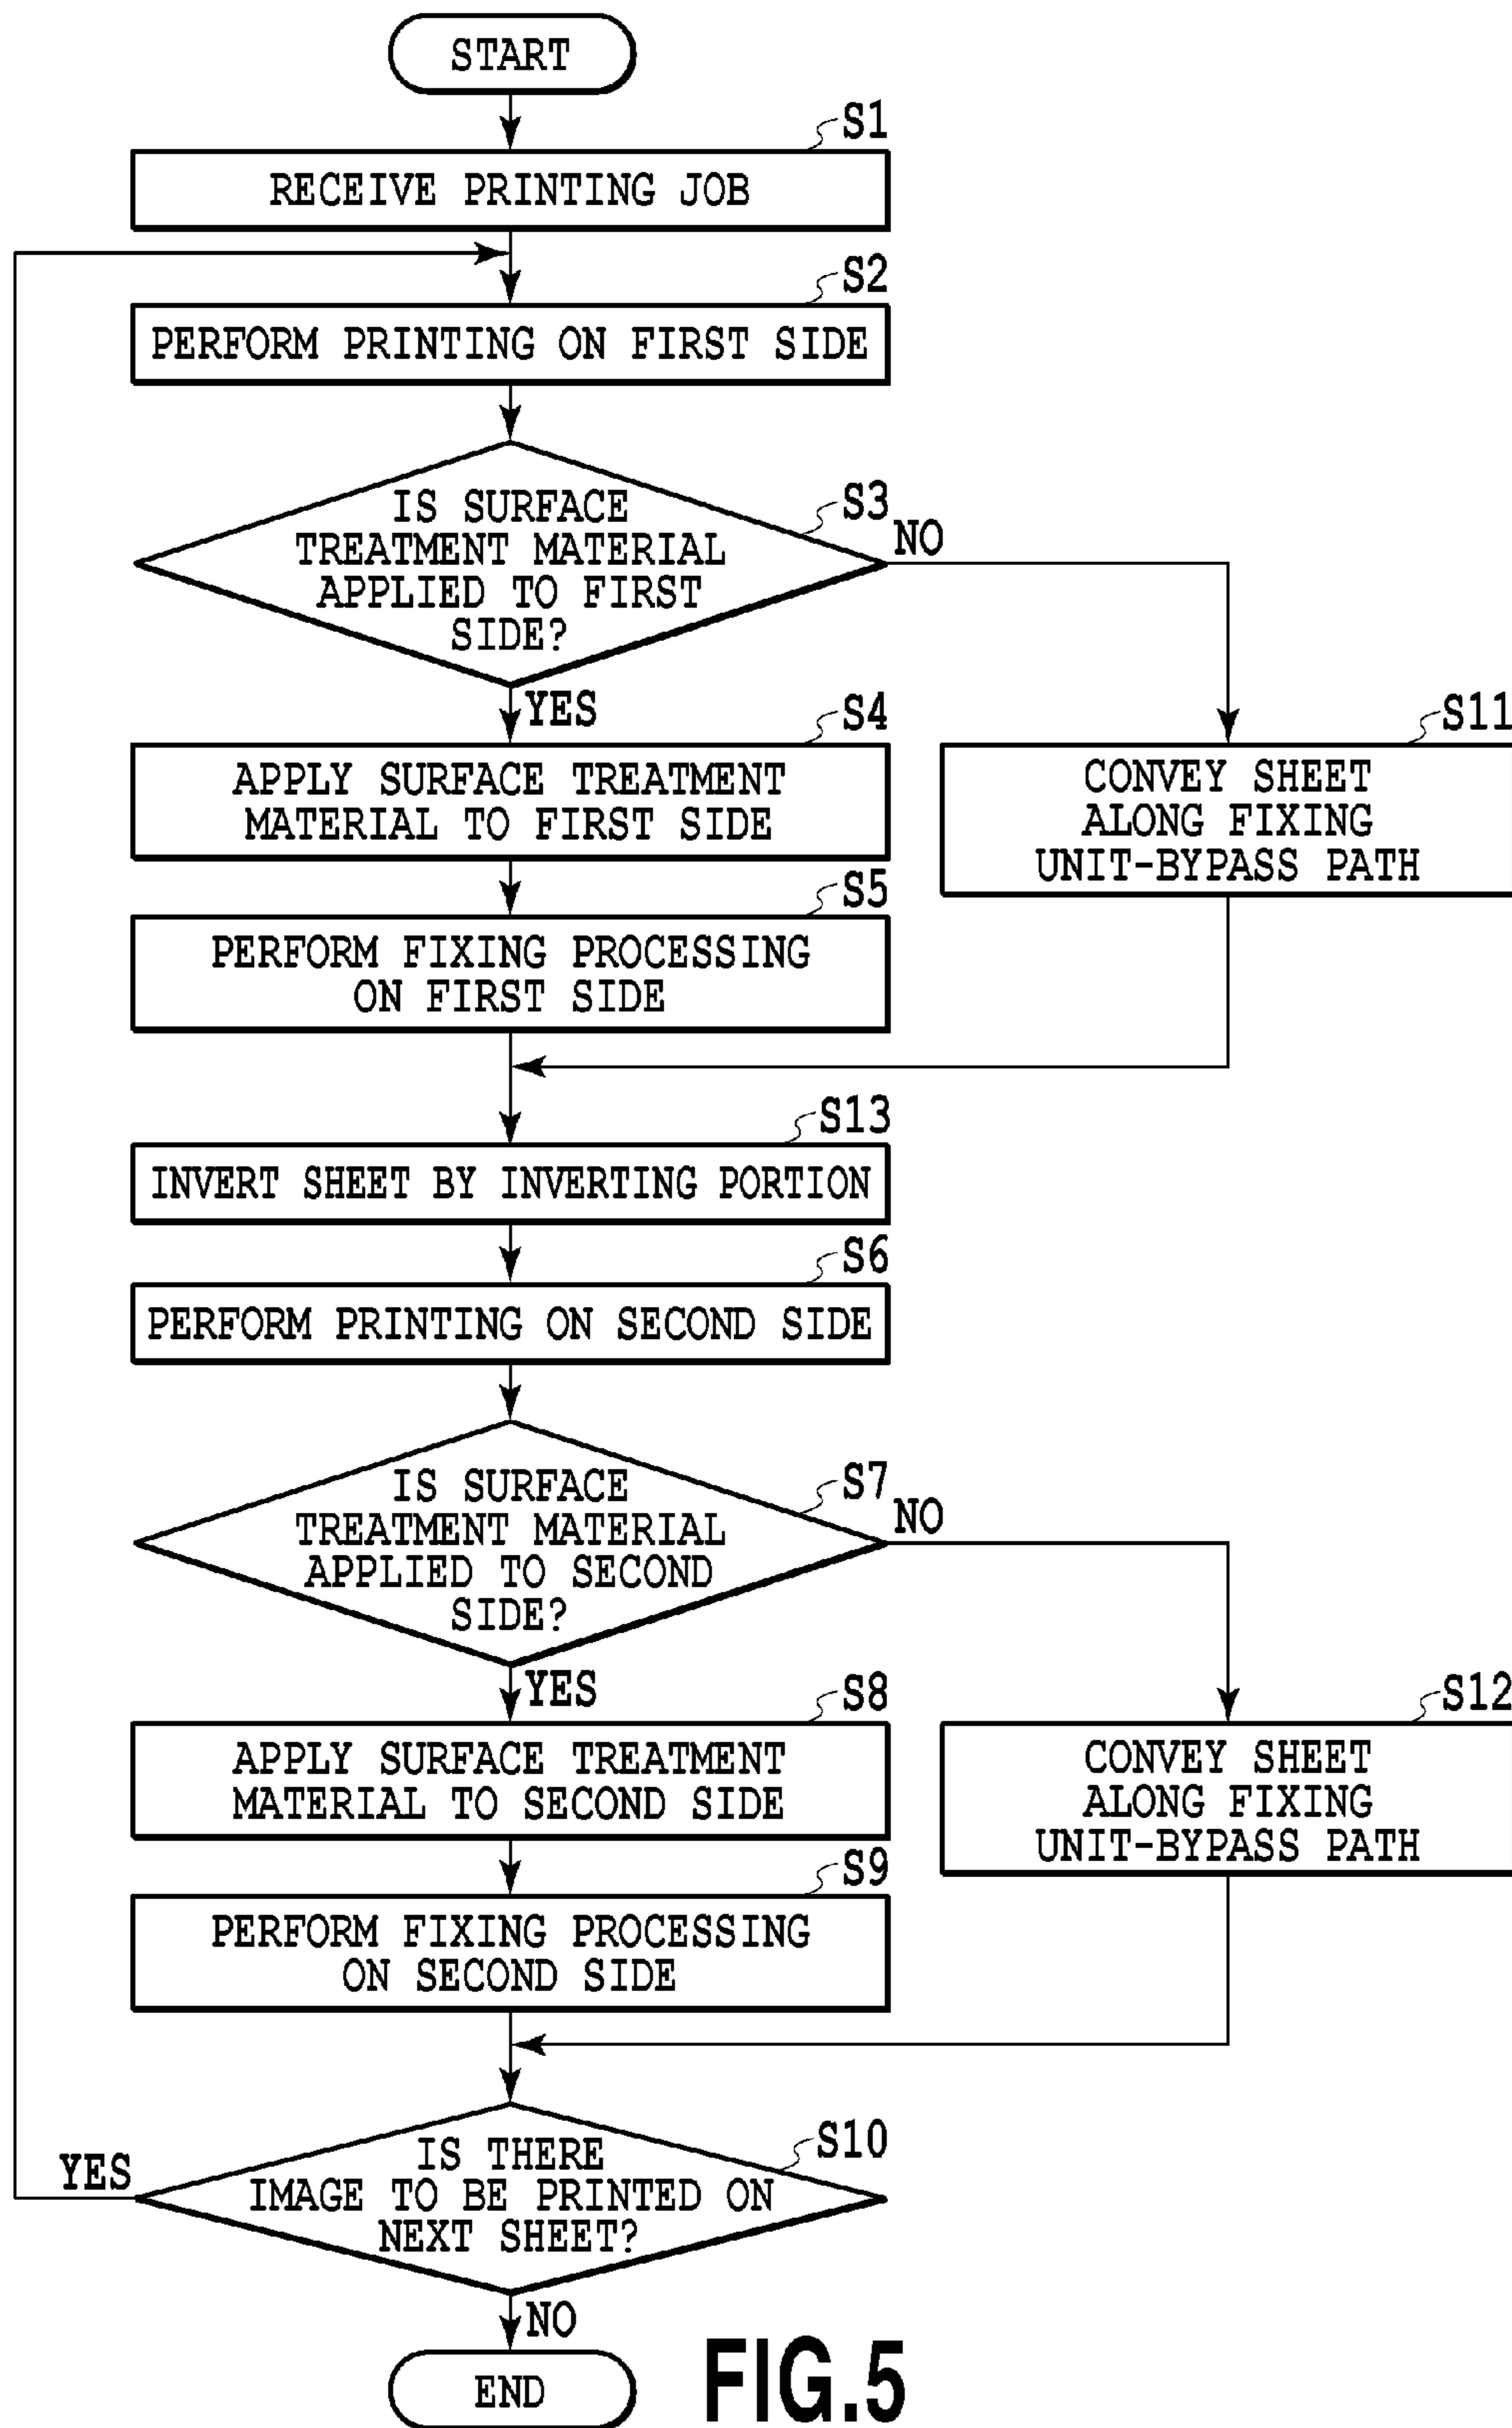 START
S1
RECEIVE PRINTING JOB
S2
PERFORM PRINTING ON FIRST SIDE
S3
IS SURFACE
TREATMENT MATERIAL
APPLIED TO FIRST
SIDE?
NO
YES
S4
APPLY SURFACE TREATMENT
MATERIAL TO FIRST SIDE
S11
CONVEY SHEET
ALONG FIXING
UNIT-BYPASS PATH
S5
PERFORM FIXING PROCESSING
ON FIRST SIDE
S13
INVERT SHEET BY INVERTING PORTION
S6
PERFORM PRINTING ON SECOND SIDE
S7
IS SURFACE
TREATMENT MATERIAL
APPLIED TO SECOND
SIDE?
NO
YES
S8
APPLY SURFACE TREATMENT
MATERIAL TO SECOND SIDE
S12
CONVEY SHEET
ALONG FIXING
UNIT-BYPASS PATH
S9
PERFORM FIXING PROCESSING
ON SECOND SIDE
S10
IS THERE
IMAGE TO BE PRINTED ON
NEXT SHEET?
YES
NO
END
FIG.5